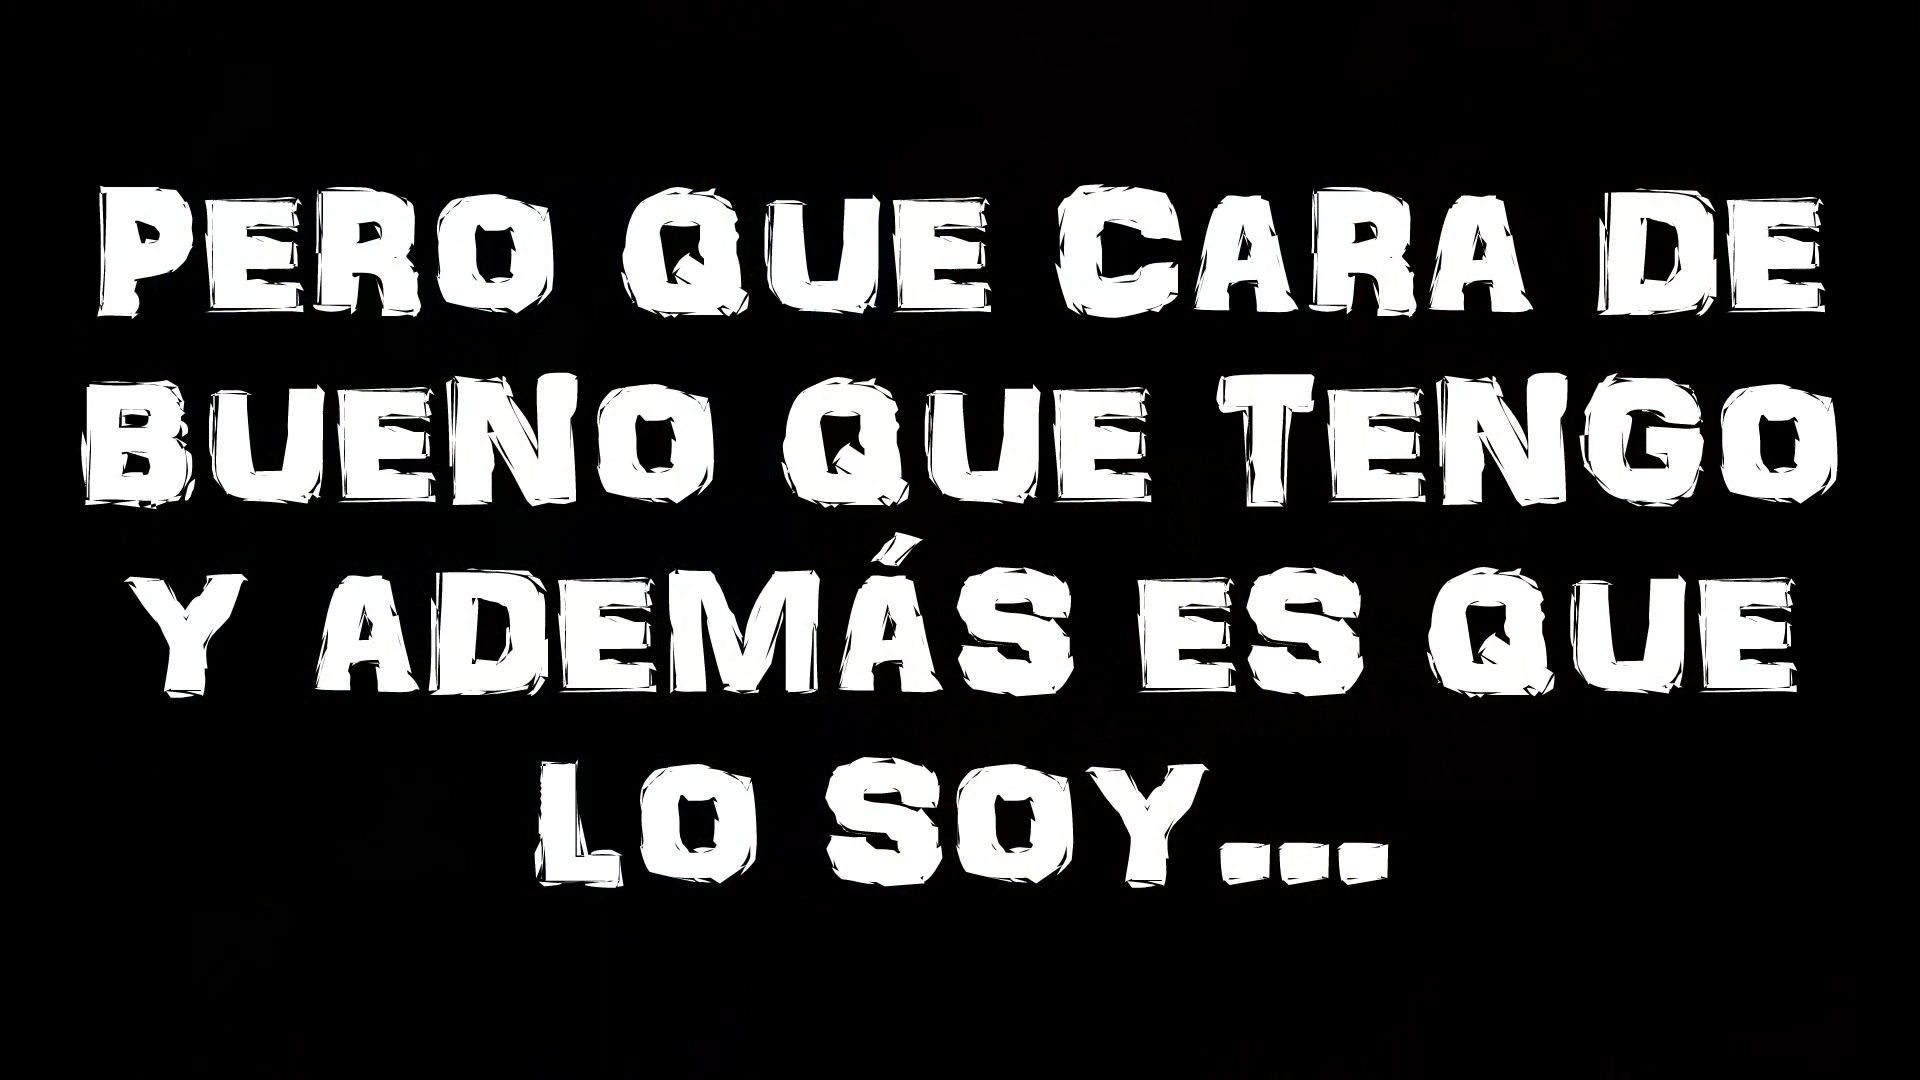 PERO QUE CARA DE
BUENO QUE TENGO
Y ADEMÁS ES QUE
LO SOY...